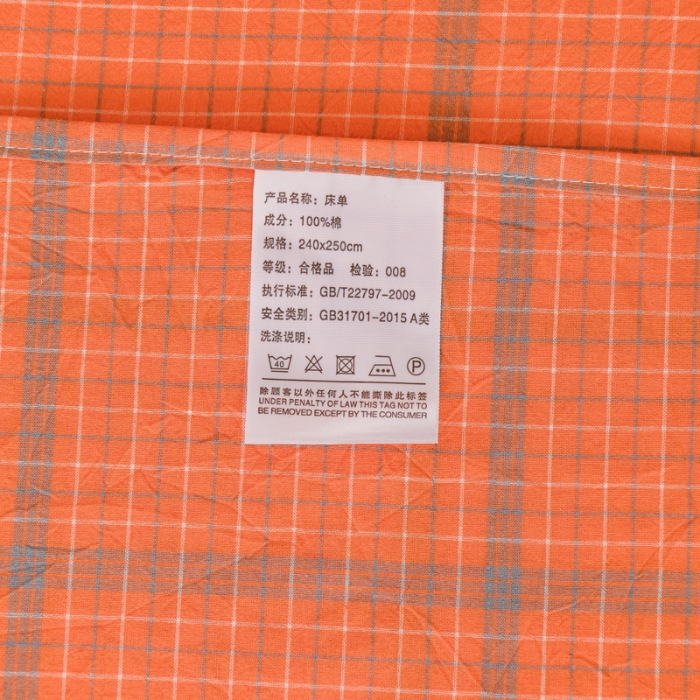 产品名称：床单
成分：100%棉
规格：240x250cm
等级：合格品 检验：008
执行标准：GB/T22797-2009
安全类别：GB31701-2015 A类
洗涤说明：
40 P
除顾客以外任何人不能撕除此标签
UNDER PENALTY OF LAW THIS TAG NOT TO
BE REMOVED EXCEPT BY THE CONSUMER